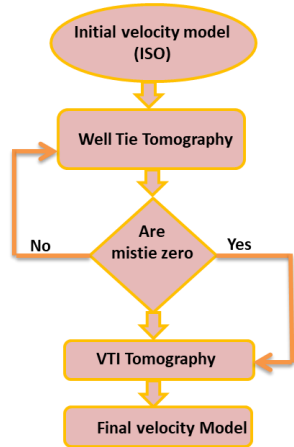 Initial velocity model
(ISO)
Well Tie Tomography
Are
mistie zero
No
Yes
VTI Tomography
Final velocity Model